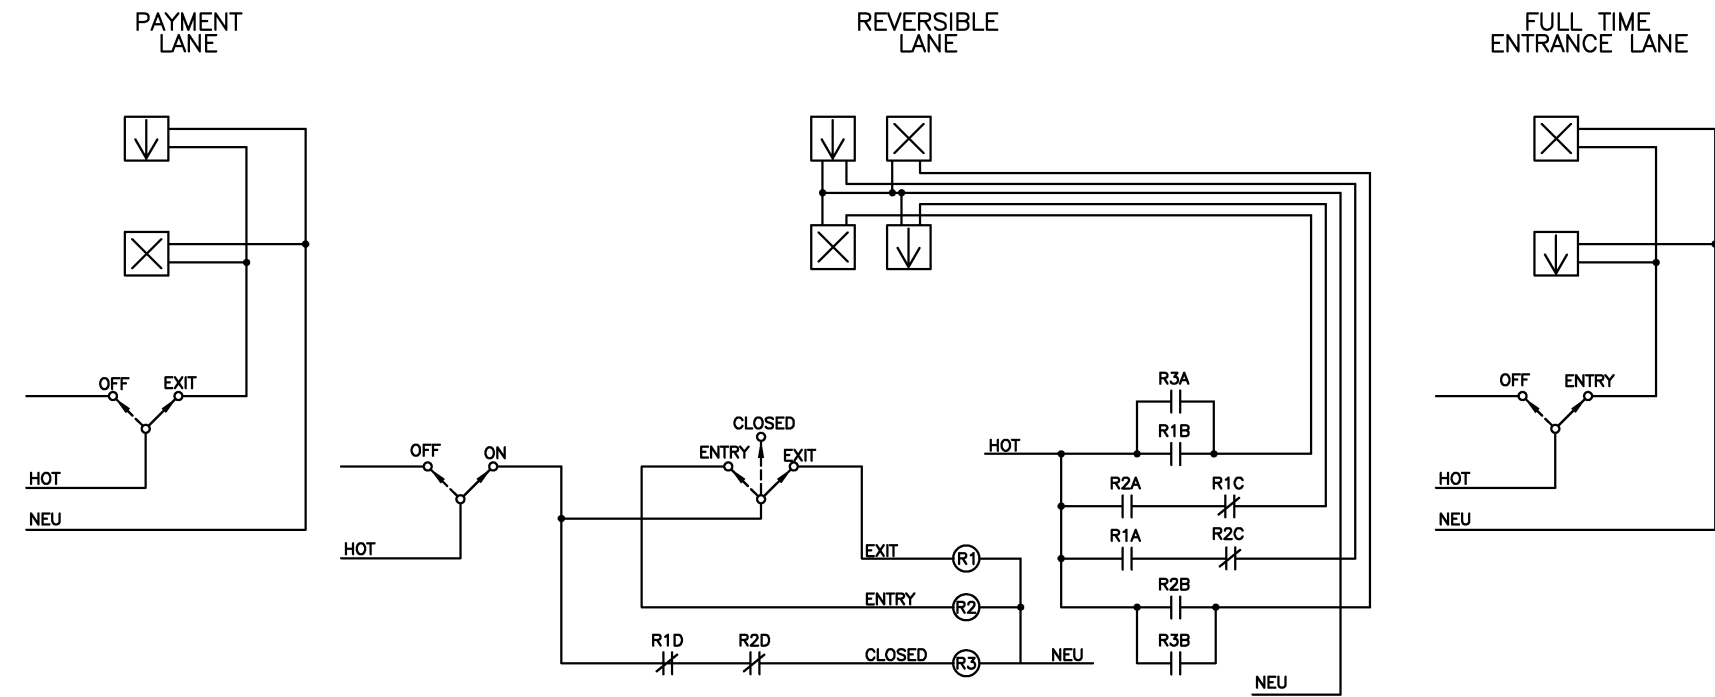 PAYMENT
LANE
REVERSIBLE
LANE
FULL TIME
ENTRANCE LANE
OFF
EXIT
HOT
NEU
OFF
ON
HOT
CLOSED
ENTRY
EXIT
EXIT
R1
ENTRY
R2
R1D
R2D
CLOSED
R3
NEU
HOT
R3A
R1B
R2A
R1C
R1A
R2C
R2B
R3B
NEU
OFF
ENTRY
HOT
NEU